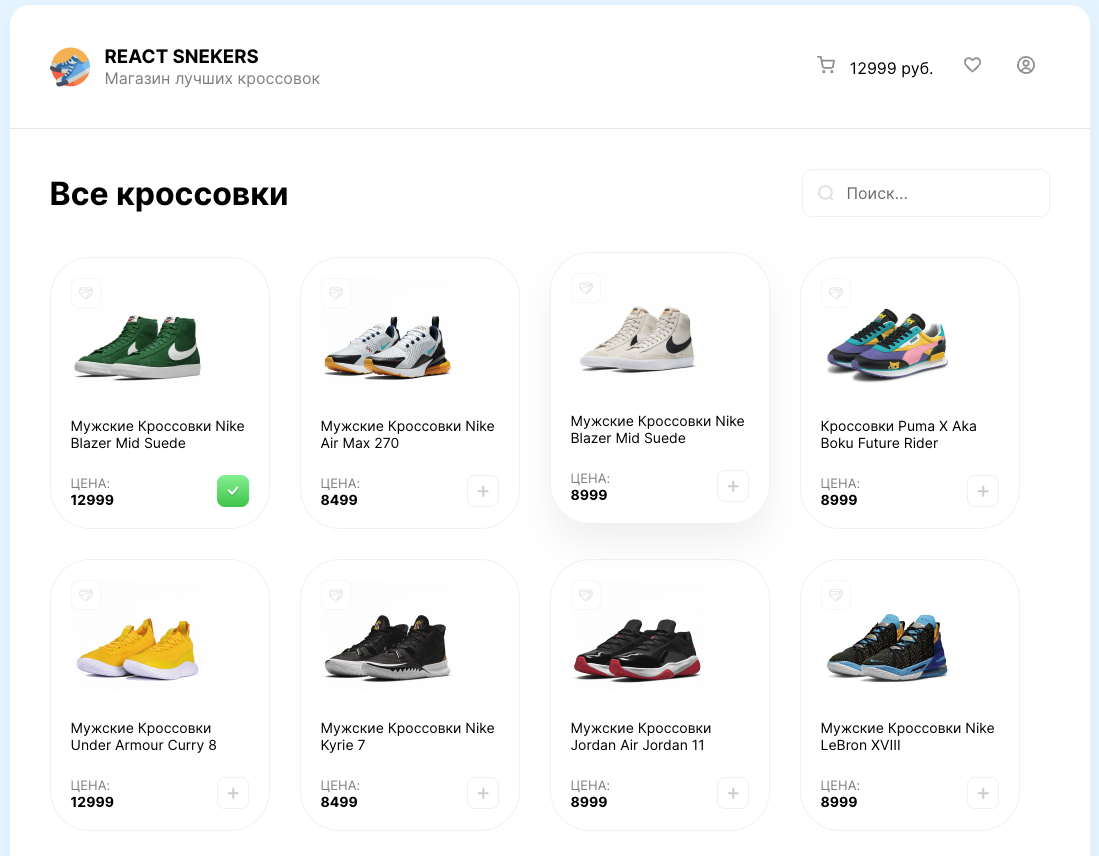 REACT SNEKERS
Магазин лучших кроссовок
12999 руб.
Все кроссовки
Поиск...
Мужские Кроссовки Nike
Blazer Mid Suede
ЦЕНА:
12999
Мужские Кроссовки Nike
Air Max 270
ЦЕНА:
8499
Мужские Кроссовки Nike
Blazer Mid Suede
ЦЕНА:
8999
Кроссовки Puma X Aka
Boku Future Rider
ЦЕНА:
8999
Мужские Кроссовки
Under Armour Curry 8
ЦЕНА:
12999
Мужские Кроссовки Nike
Kyrie 7
ЦЕНА:
8499
Мужские Кроссовки
Jordan Air Jordan 11
ЦЕНА:
8999
Мужские Кроссовки Nike
LeBron XVIII
ЦЕНА:
8999